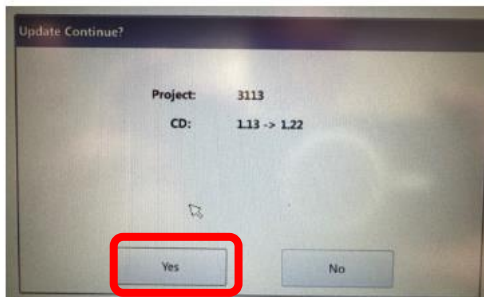 Update Continue?
Project: 3113
CD: 1.13 -> 1.22
Yes No